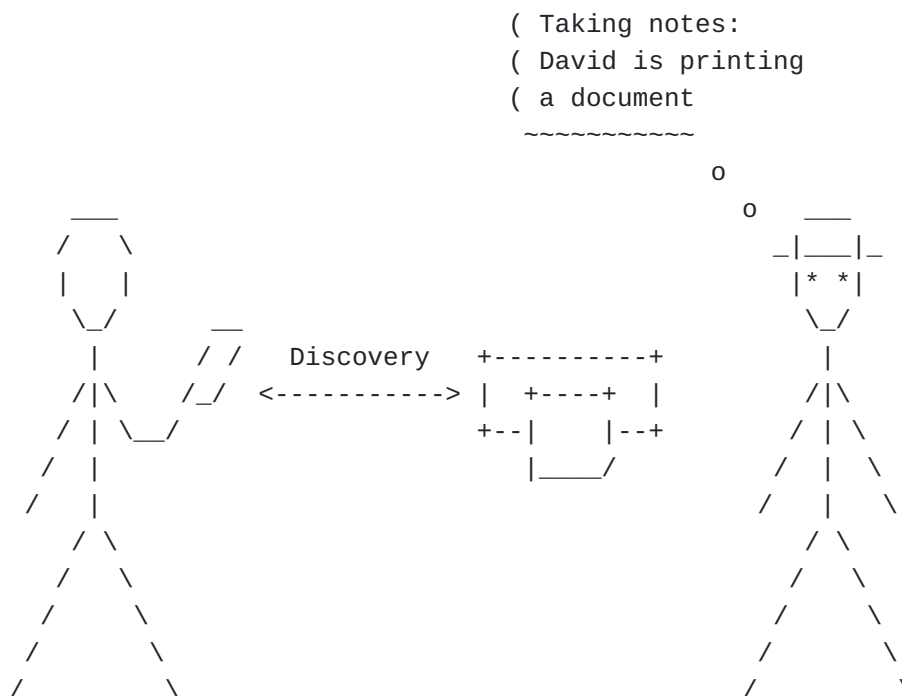 ( Taking notes:
( David is printing
( a document
Discovery